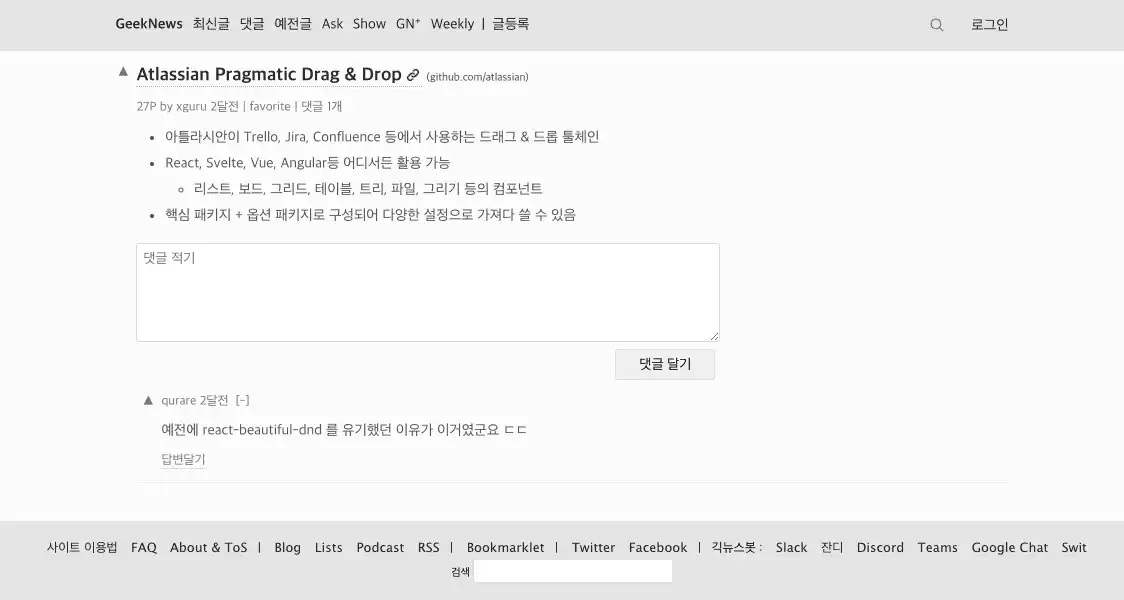 GeekNews 최신글 댓글 예전글 Ask Show GN⁺ Weekly | 글등록 로그인
▲ Atlassian Pragmatic Drag & Drop (github.com/atlassian)
27P by xguru 2달전 | favorite | 댓글 1개
• 아틀라시안이 Trello, Jira, Confluence 등에서 사용하는 드래그 & 드롭 툴체인
• React, Svelte, Vue, Angular등 어디서든 활용 가능
◦ 리스트, 보드, 그리드, 테이블, 트리, 파일, 그리기 등의 컴포넌트
• 핵심 패키지 + 옵션 패키지로 구성되어 다양한 설정으로 가져다 쓸 수 있음
댓글 적기
댓글 달기
▲ qurare 2달전 [-]
예전에 react-beautiful-dnd 를 유기했던 이유가 이거였군요 ㄷㄷ
답변달기
사이트 이용법 FAQ About & ToS | Blog Lists Podcast RSS | Bookmarklet | Twitter Facebook | 긱뉴스봇 : Slack 잔디 Discord Teams Google Chat Swit
검색